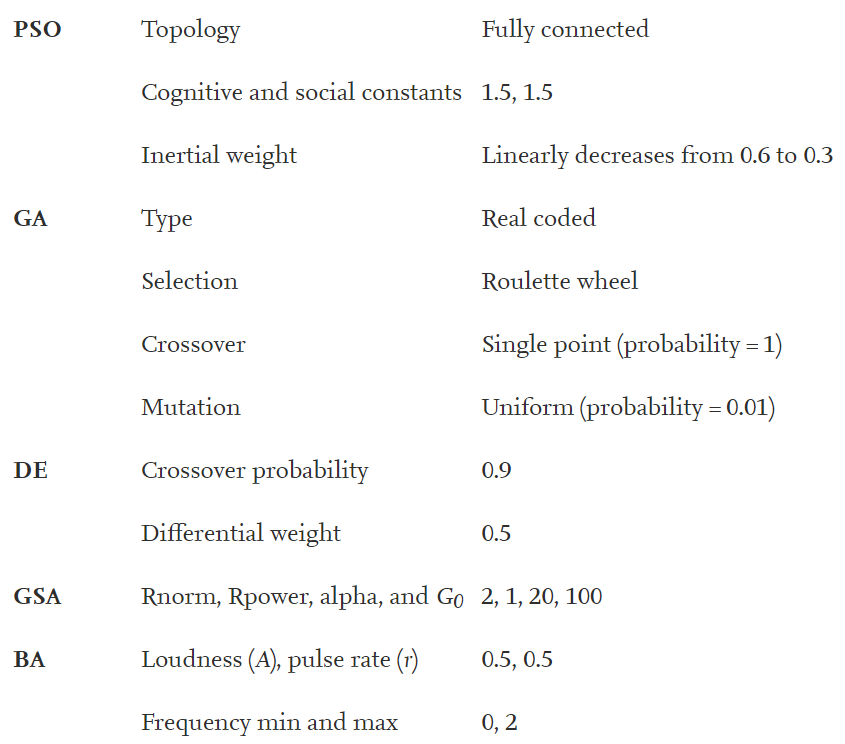 PSO Topology Fully connected
Cognitive and social constants 1.5, 1.5
Inertial weight Linearly decreases from 0.6 to 0.3
GA Type Real coded
Selection Roulette wheel
Crossover Single point (probability = 1)
Mutation Uniform (probability = 0.01)
DE Crossover probability 0.9
Differential weight 0.5
GSA Rnorm, Rpower, alpha, and G0 2, 1, 20, 100
BA Loudness (A), pulse rate (r) 0.5, 0.5
Frequency min and max 0, 2